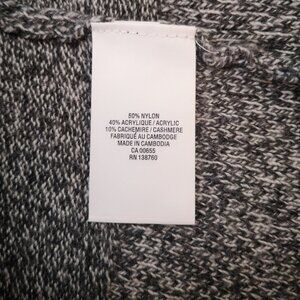 50% NYLON
40% ACRYLIQUE / ACRYLIC
10% CACHEMIRE / CASHMERE
FABRIQUÉ AU CAMBODGE
MADE IN CAMBODIA
CA 00655
RN 138760